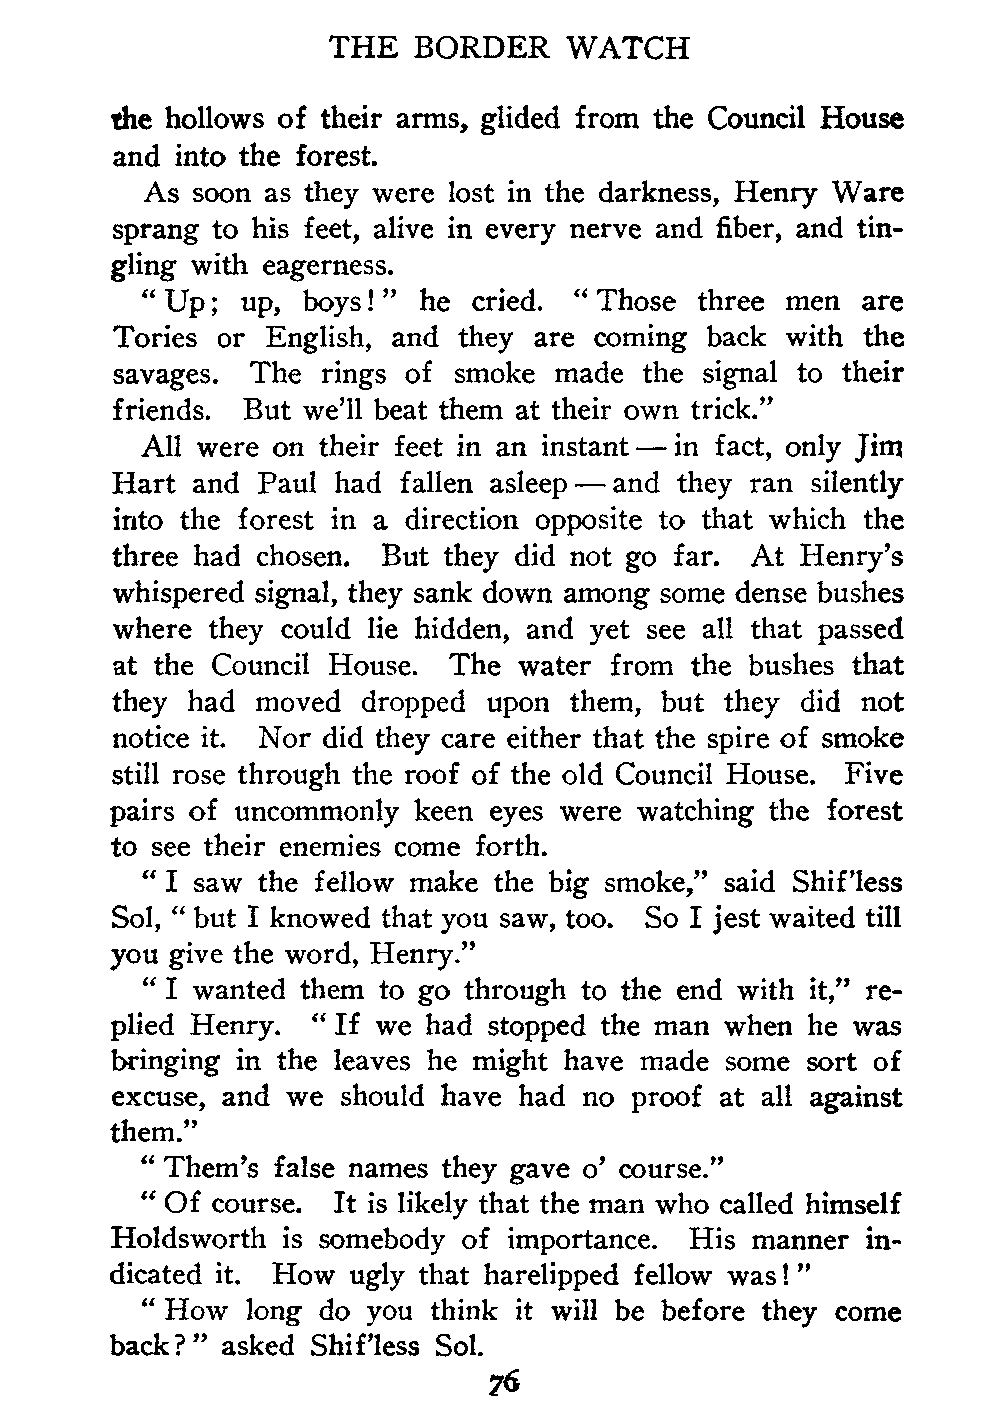 THE BORDER WATCH
the hollows of their arms, glided from the Council House
and into the forest.
As soon as they were lost in the darkness, Henry Ware
sprang to his feet, alive in every nerve and fiber, and tin-
gling with eagerness.
" Up; up, boys! " he cried. " Those three men are
Tories or English, and they are coming back with the
savages. The rings of smoke made the signal to their
friends. But we'll beat them at their own trick."
All were on their feet in an instant — in fact, only Jim
Hart and Paul had fallen asleep — and they ran silently
into the forest in a direction opposite to that which the
three had chosen. But they did not go far. At Henry's
whispered signal, they sank down among some dense bushes
where they could lie hidden, and yet see all that passed
at the Council House. The water from the bushes that
they had moved dropped upon them, but they did not
notice it. Nor did they care either that the spire of smoke
still rose through the roof of the old Council House. Five
pairs of uncommonly keen eyes were watching the forest
to see their enemies come forth.
" I saw the fellow make the big smoke," said Shif'less
Sol, " but I knowed that you saw, too. So I jest waited till
you give the word, Henry."
" I wanted them to go through to the end with it," re-
plied Henry. " If we had stopped the man when he was
bringing in the leaves he might have made some sort of
excuse, and we should have had no proof at all against
them."
" Them's false names they gave o' course."
" Of course. It is likely that the man who called himself
Holdsworth is somebody of importance. His manner in-
dicated it. How ugly that harelipped fellow was! "
" How long do you think it will be before they come
back? " asked Shif'less Sol.
76